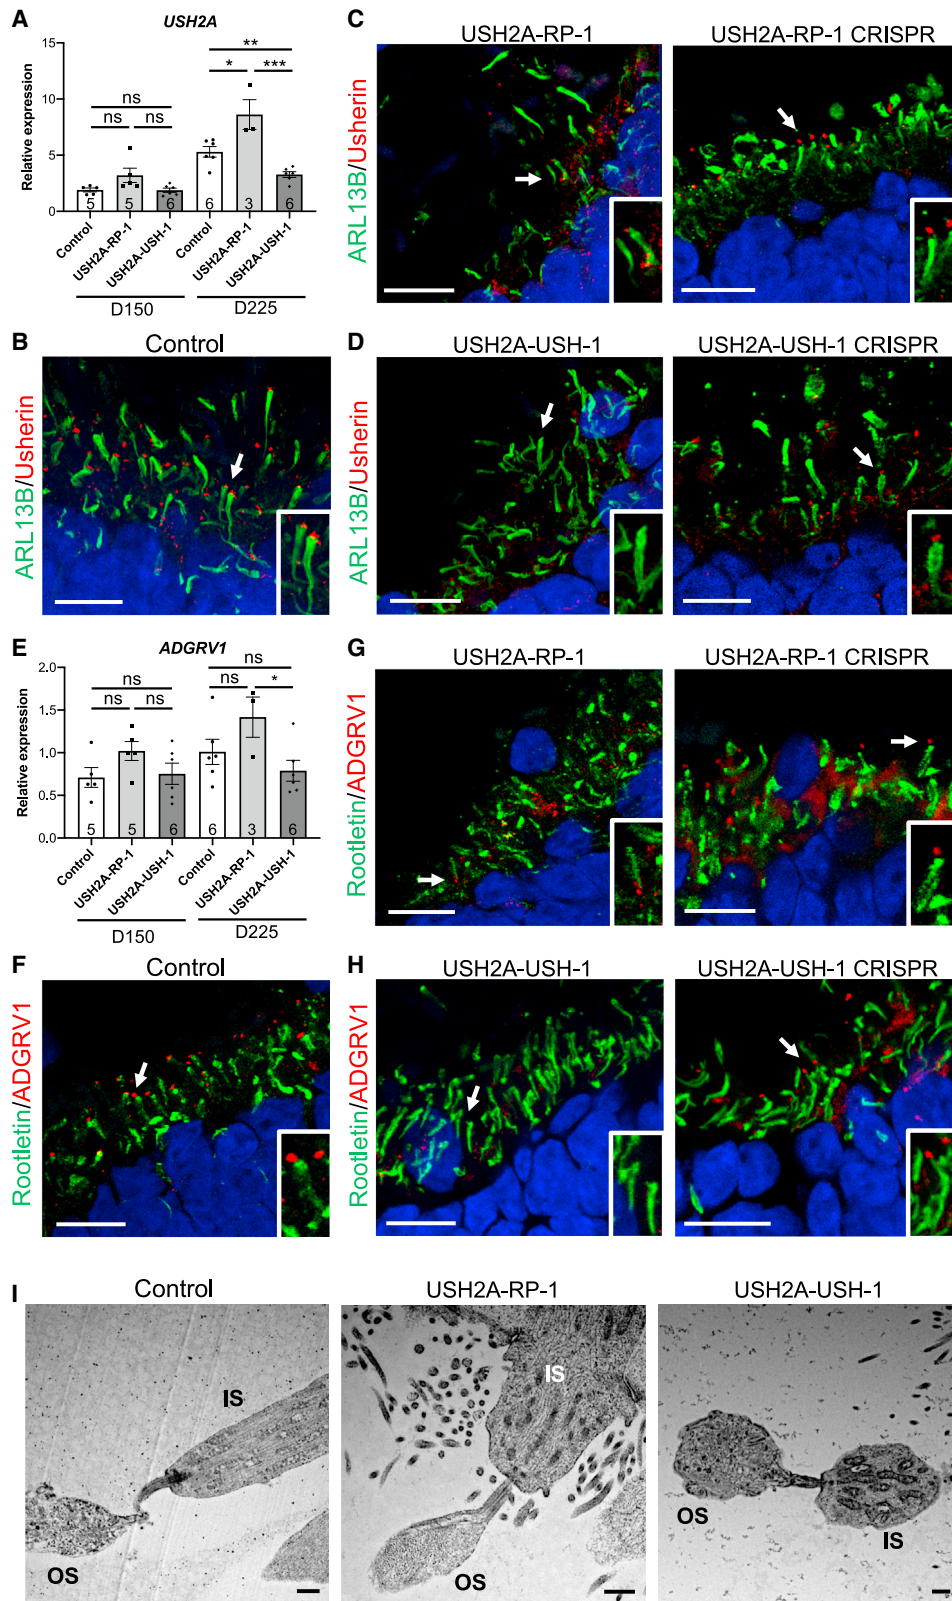 A
USH2A
Relative expression
15
10
5
0
ns
ns
ns
**
*
***
5
5
6
6
3
6
Control
USH2A-RP-1
USH2A-USH-1
Control
USH2A-RP-1
USH2A-USH-1
D150
D225
B
Control
ARL13B/Usherin
C
USH2A-RP-1
USH2A-RP-1 CRISPR
ARL13B/Usherin
D
USH2A-USH-1
USH2A-USH-1 CRISPR
ARL13B/Usherin
E
ADGRV1
Relative expression
2.0
1.5
1.0
0.5
0.0
ns
ns
ns
ns
ns
*
5
5
6
6
3
6
Control
USH2A-RP-1
USH2A-USH-1
Control
USH2A-RP-1
USH2A-USH-1
D150
D225
F
Control
Rootletin/ADGRV1
G
USH2A-RP-1
USH2A-RP-1 CRISPR
Rootletin/ADGRV1
H
USH2A-USH-1
USH2A-USH-1 CRISPR
Rootletin/ADGRV1
I
Control
IS
OS
USH2A-RP-1
IS
OS
USH2A-USH-1
OS
IS